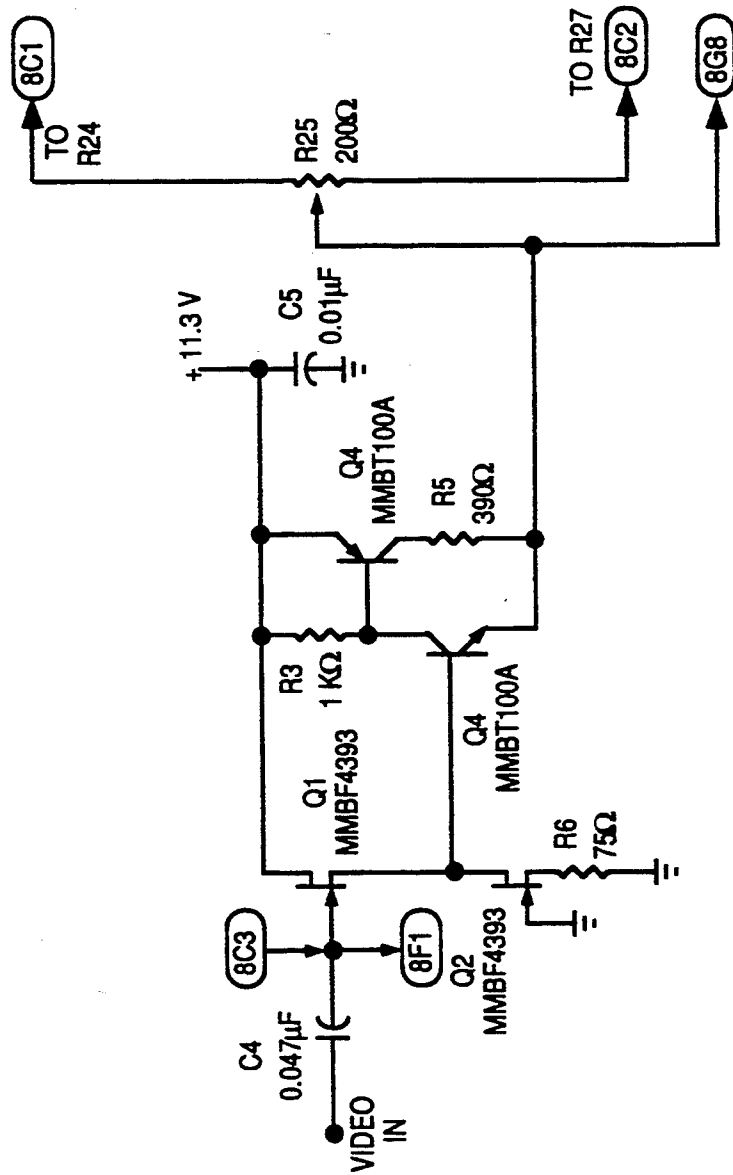 VIDEO
IN
C4
0.047µF
8C3
8F1
Q1
MMBF4393
Q2
MMBF4393
R6
75Ω
R3
1 KΩ
Q4
MMBT100A
Q4
MMBT100A
R5
390Ω
+ 11.3 V
C5
0.01µF
8C1
TO
R24
R25
200Ω
TO R27
8C2
8G8